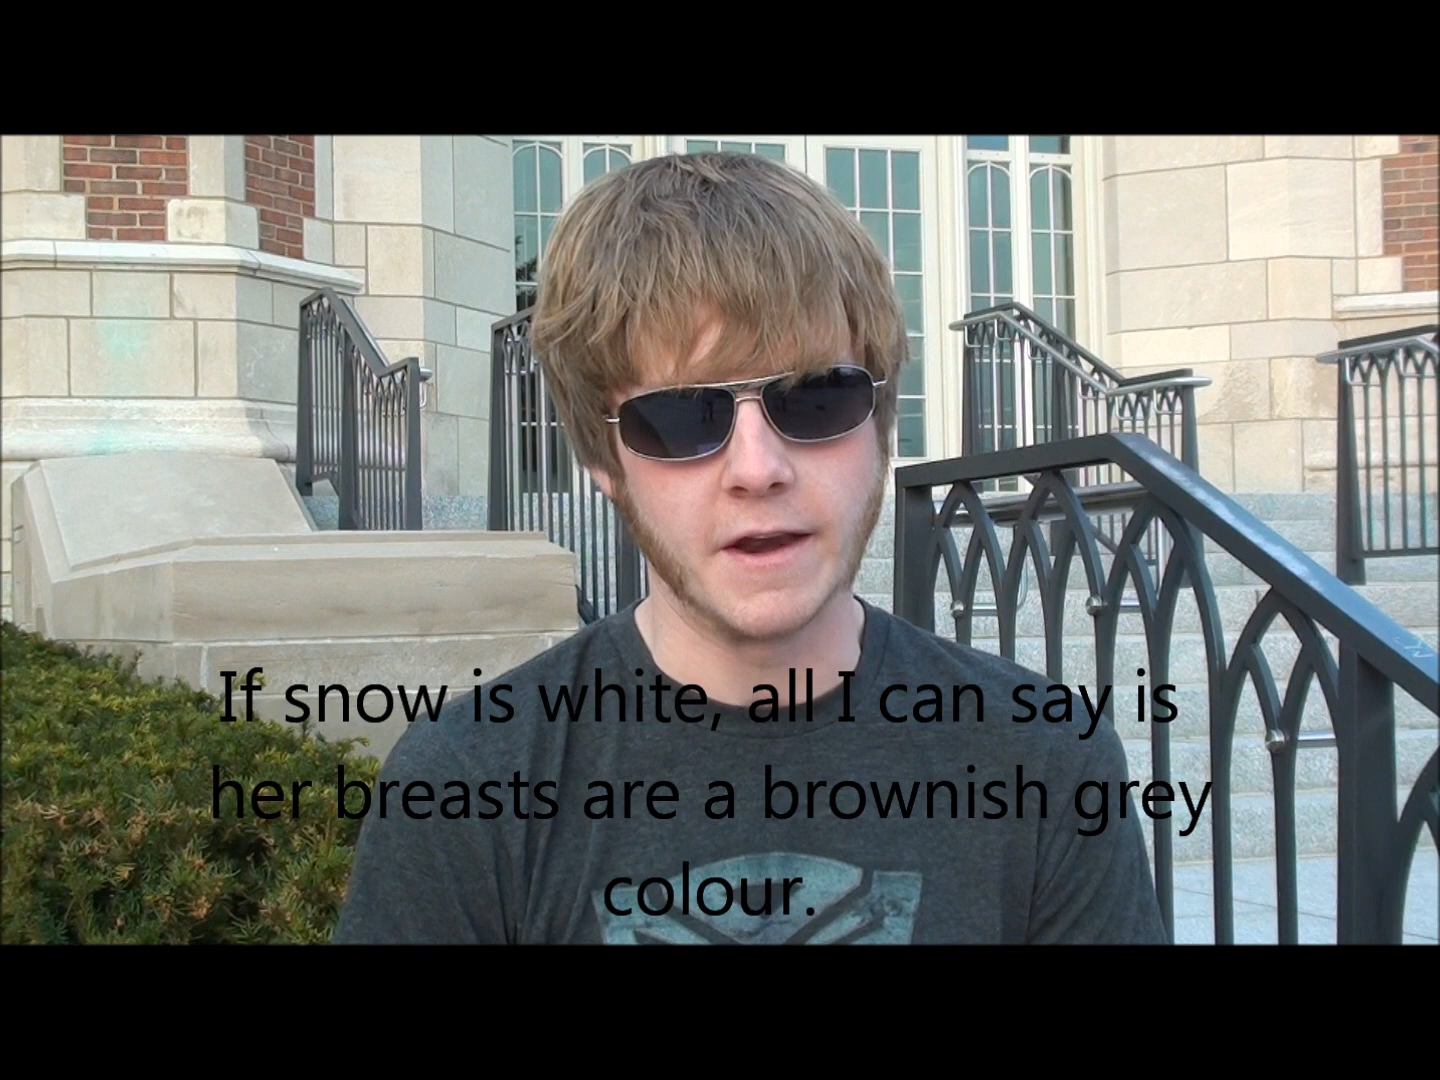 If snow is white, all I can say is
her breasts are a brownish grey
colour.